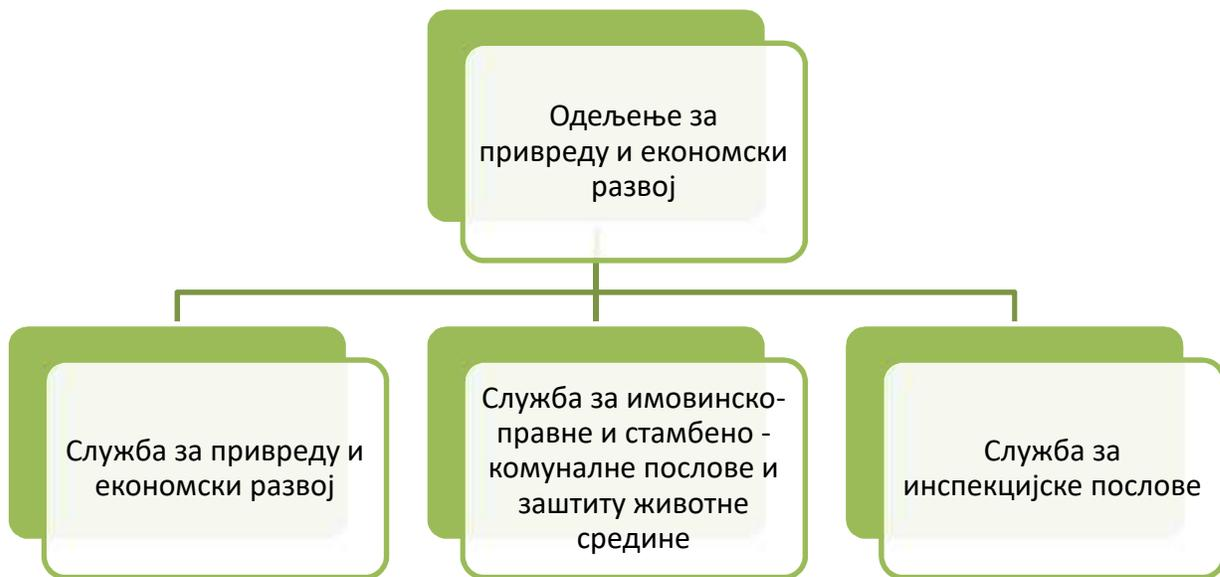 Одељење за
привреду и економски
развој
Служба за привреду и
економски развој
Служба за имовинско-
правне и стамбено -
комуналне послове и
заштиту животне
средине
Служба за
инспекцијске послове